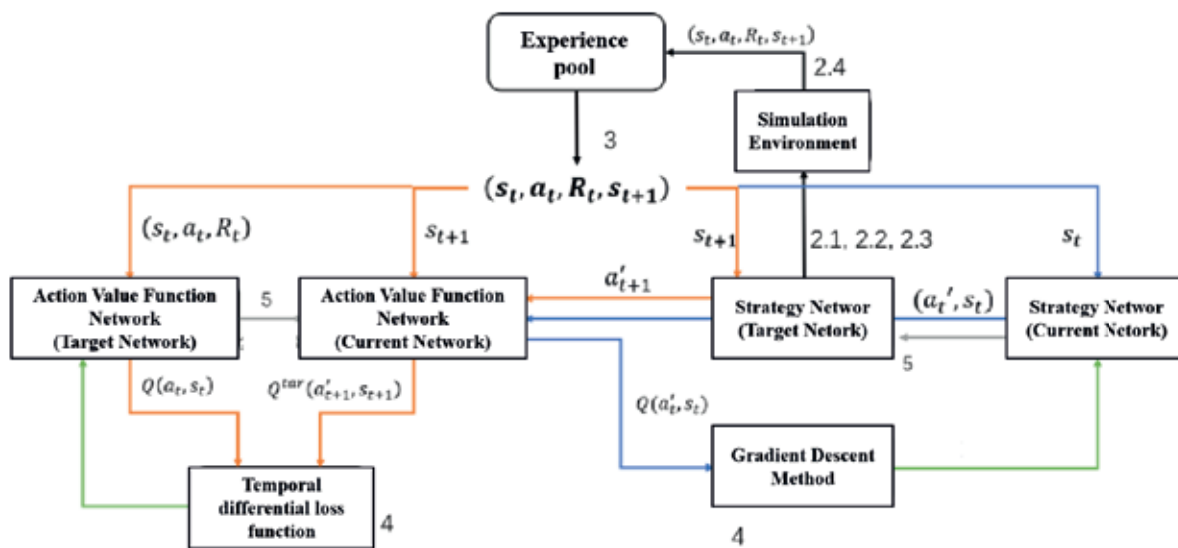 Experience
pool
(s_t, a_t, R_t, s_{t+1})
2.4
Simulation
Environment
3
(s_t, a_t, R_t, s_{t+1})
(s_t, a_t, R_t)
s_{t+1}
s_{t+1}
2.1, 2.2, 2.3
s_t
Action Value Function
Network
(Target Network)
5
Action Value Function
Network
(Current Network)
a'_{t+1}
Strategy Networ
(Target Netork)
(a_t', s_t)
5
Strategy Networ
(Current Netork)
Q(a_t, s_t)
Q^{tar}(a'_{t+1}, s_{t+1})
Q(a'_t, s_t)
Gradient Descent
Method
Temporal
differential loss
function
4
4